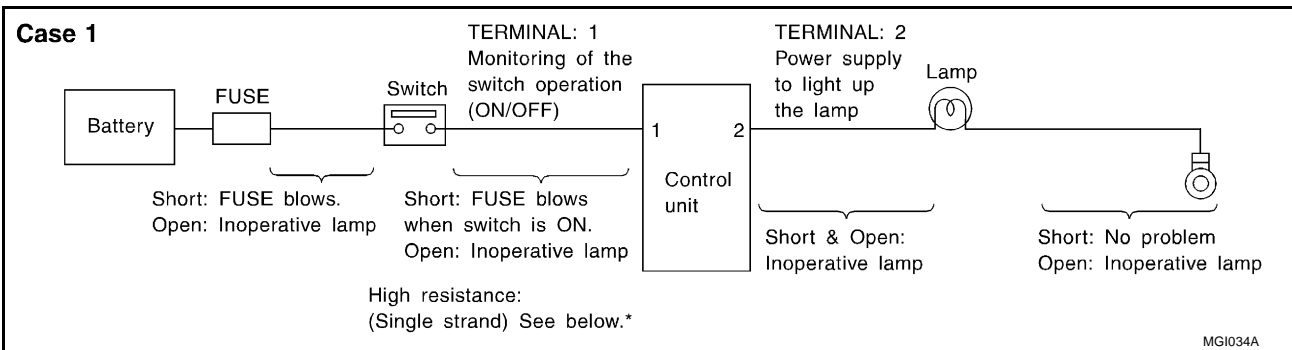 Case 1
TERMINAL: 1
Monitoring of the
switch operation
(ON/OFF)
TERMINAL: 2
Power supply
to light up
the lamp
Battery
FUSE
Switch
1
2
Control
unit
Lamp
Short: FUSE blows.
Open: Inoperative lamp
Short: FUSE blows
when switch is ON.
Open: Inoperative lamp
Short & Open:
Inoperative lamp
Short: No problem
Open: Inoperative lamp
High resistance:
(Single strand) See below.*
MGI034A